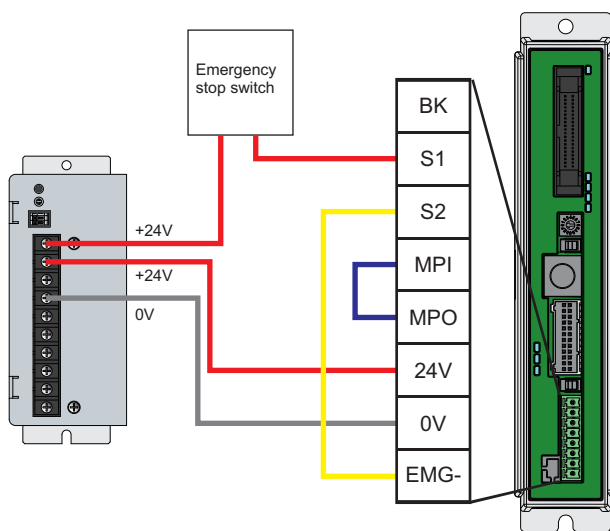 Emergency
stop switch
BK
S1
S2
MPI
MPO
24V
0V
EMG-
+24V
+24V
0V